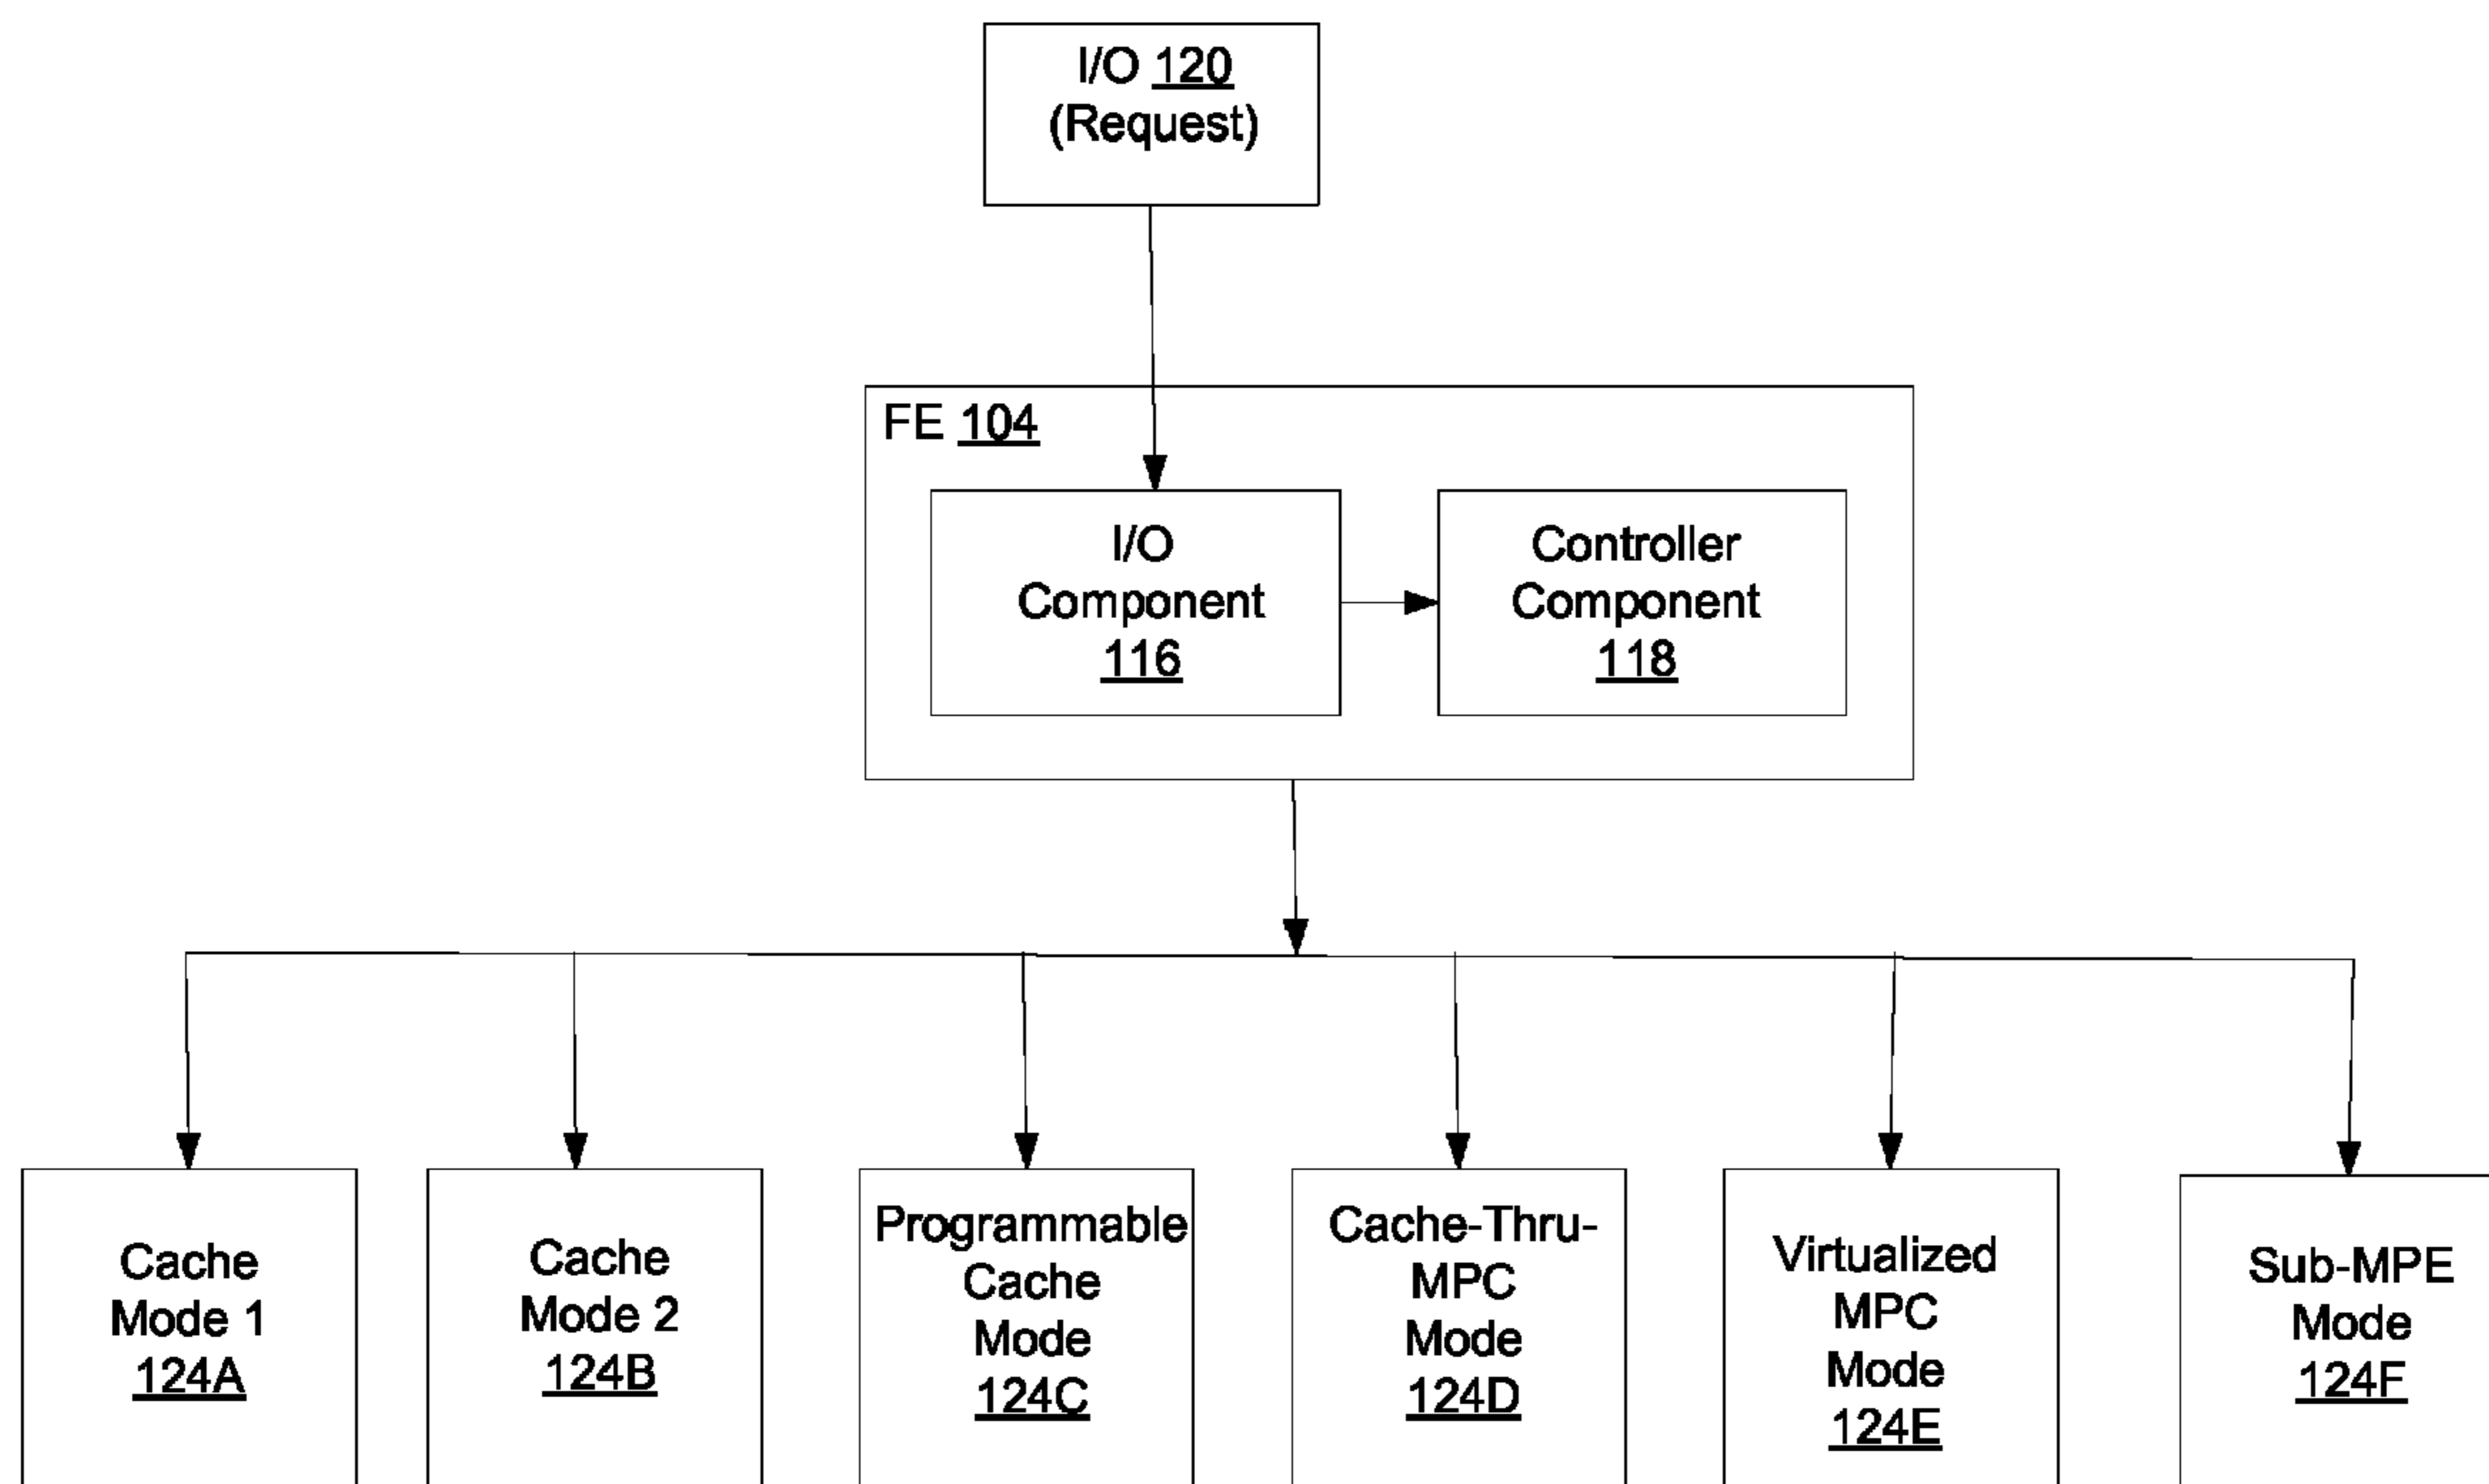 I/O 120
(Request)
FE 104
I/O
Component
116
Controller
Component
118
Cache
Mode 1
124A
Cache
Mode 2
124B
Programmable
Cache
Mode
124C
Cache-Thru-
MPC
Mode
124D
Virtualized
MPC
Mode
124E
Sub-MPE
Mode
124F